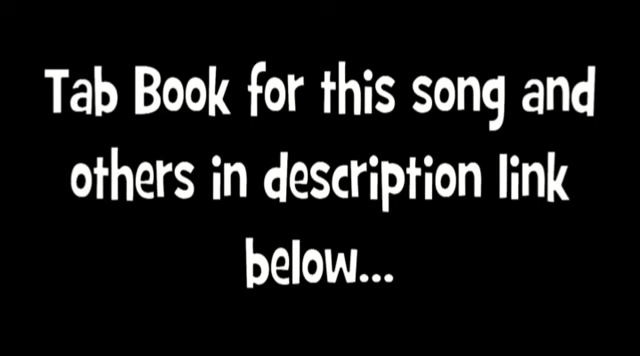 Tab Book for this song and
others in description link
below...